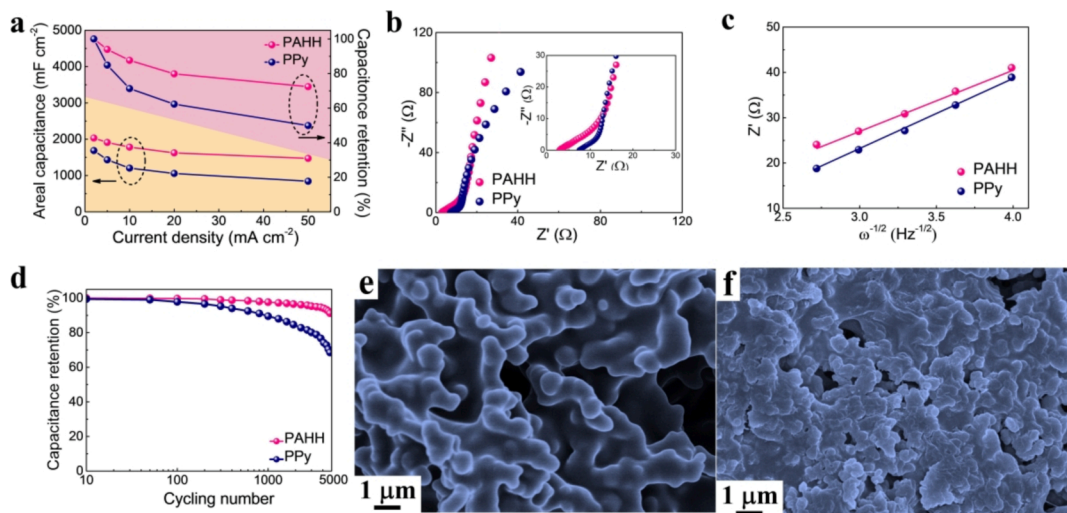 a
Areal capacitance (mF cm-2)
5000
4000
3000
2000
1000
0
0 10 20 30 40 50
Current density (mA cm-2)
100
80
60
40
20
0
Capacitonce retention (%)
PAHH
PPy
b
-Z'' (Ω)
120
80
40
0
0 20 40 60 80 100 120
Z' (Ω)
PAHH
PPy
-Z'' (Ω)
30
20
10
0
0 10 20 30
Z' (Ω)
c
Z' (Ω)
50
40
30
20
10
2.5 3.0 3.5 4.0
ω-1/2 (Hz-1/2)
PAHH
PPy
d
Capacitance retention (%)
100
80
60
40
20
0
10 100 1000 5000
Cycling number
PAHH
PPy
e
1 μm
f
1 μm